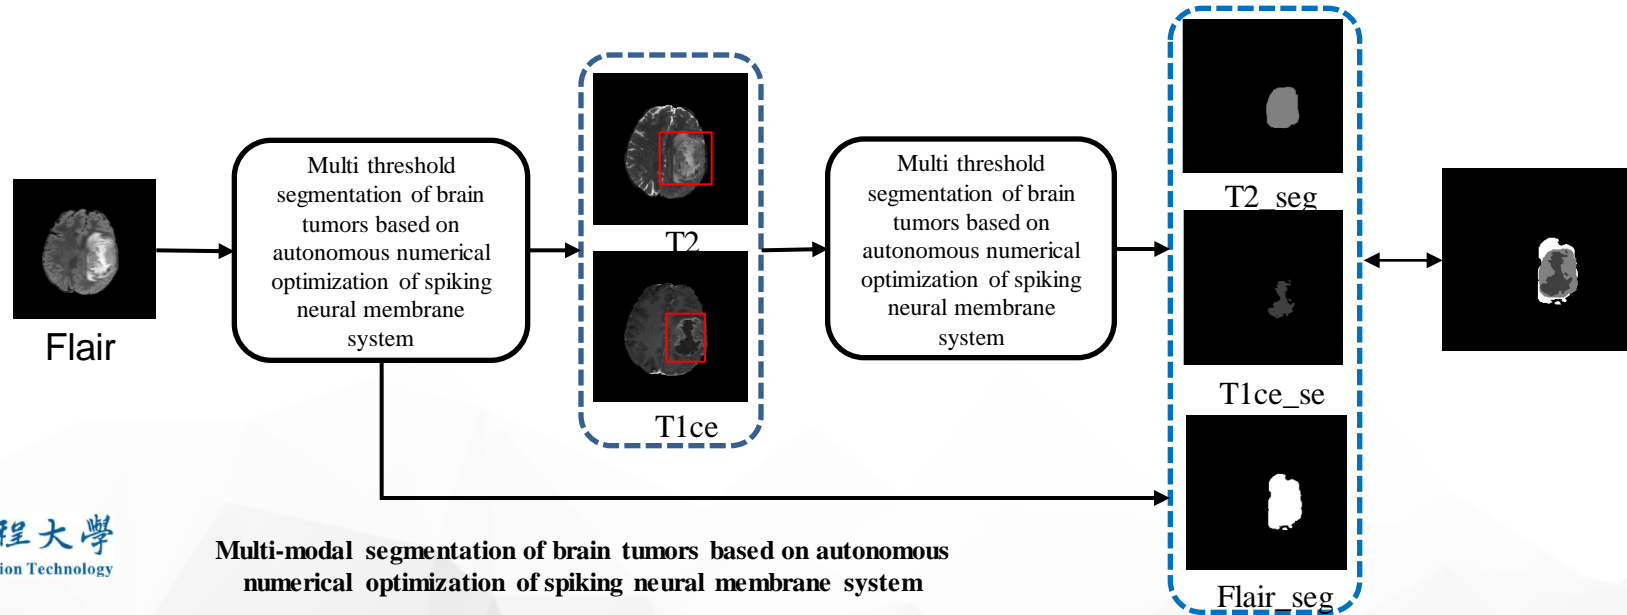 Flair
Multi threshold
segmentation of brain
tumors based on
autonomous numerical
optimization of spiking
neural membrane
system
T2
T1ce
Multi threshold
segmentation of brain
tumors based on
autonomous numerical
optimization of spiking
neural membrane
system
T2_seg
T1ce_se
Flair_seg
程大學
ion Technology
Multi-modal segmentation of brain tumors based on autonomous
numerical optimization of spiking neural membrane system